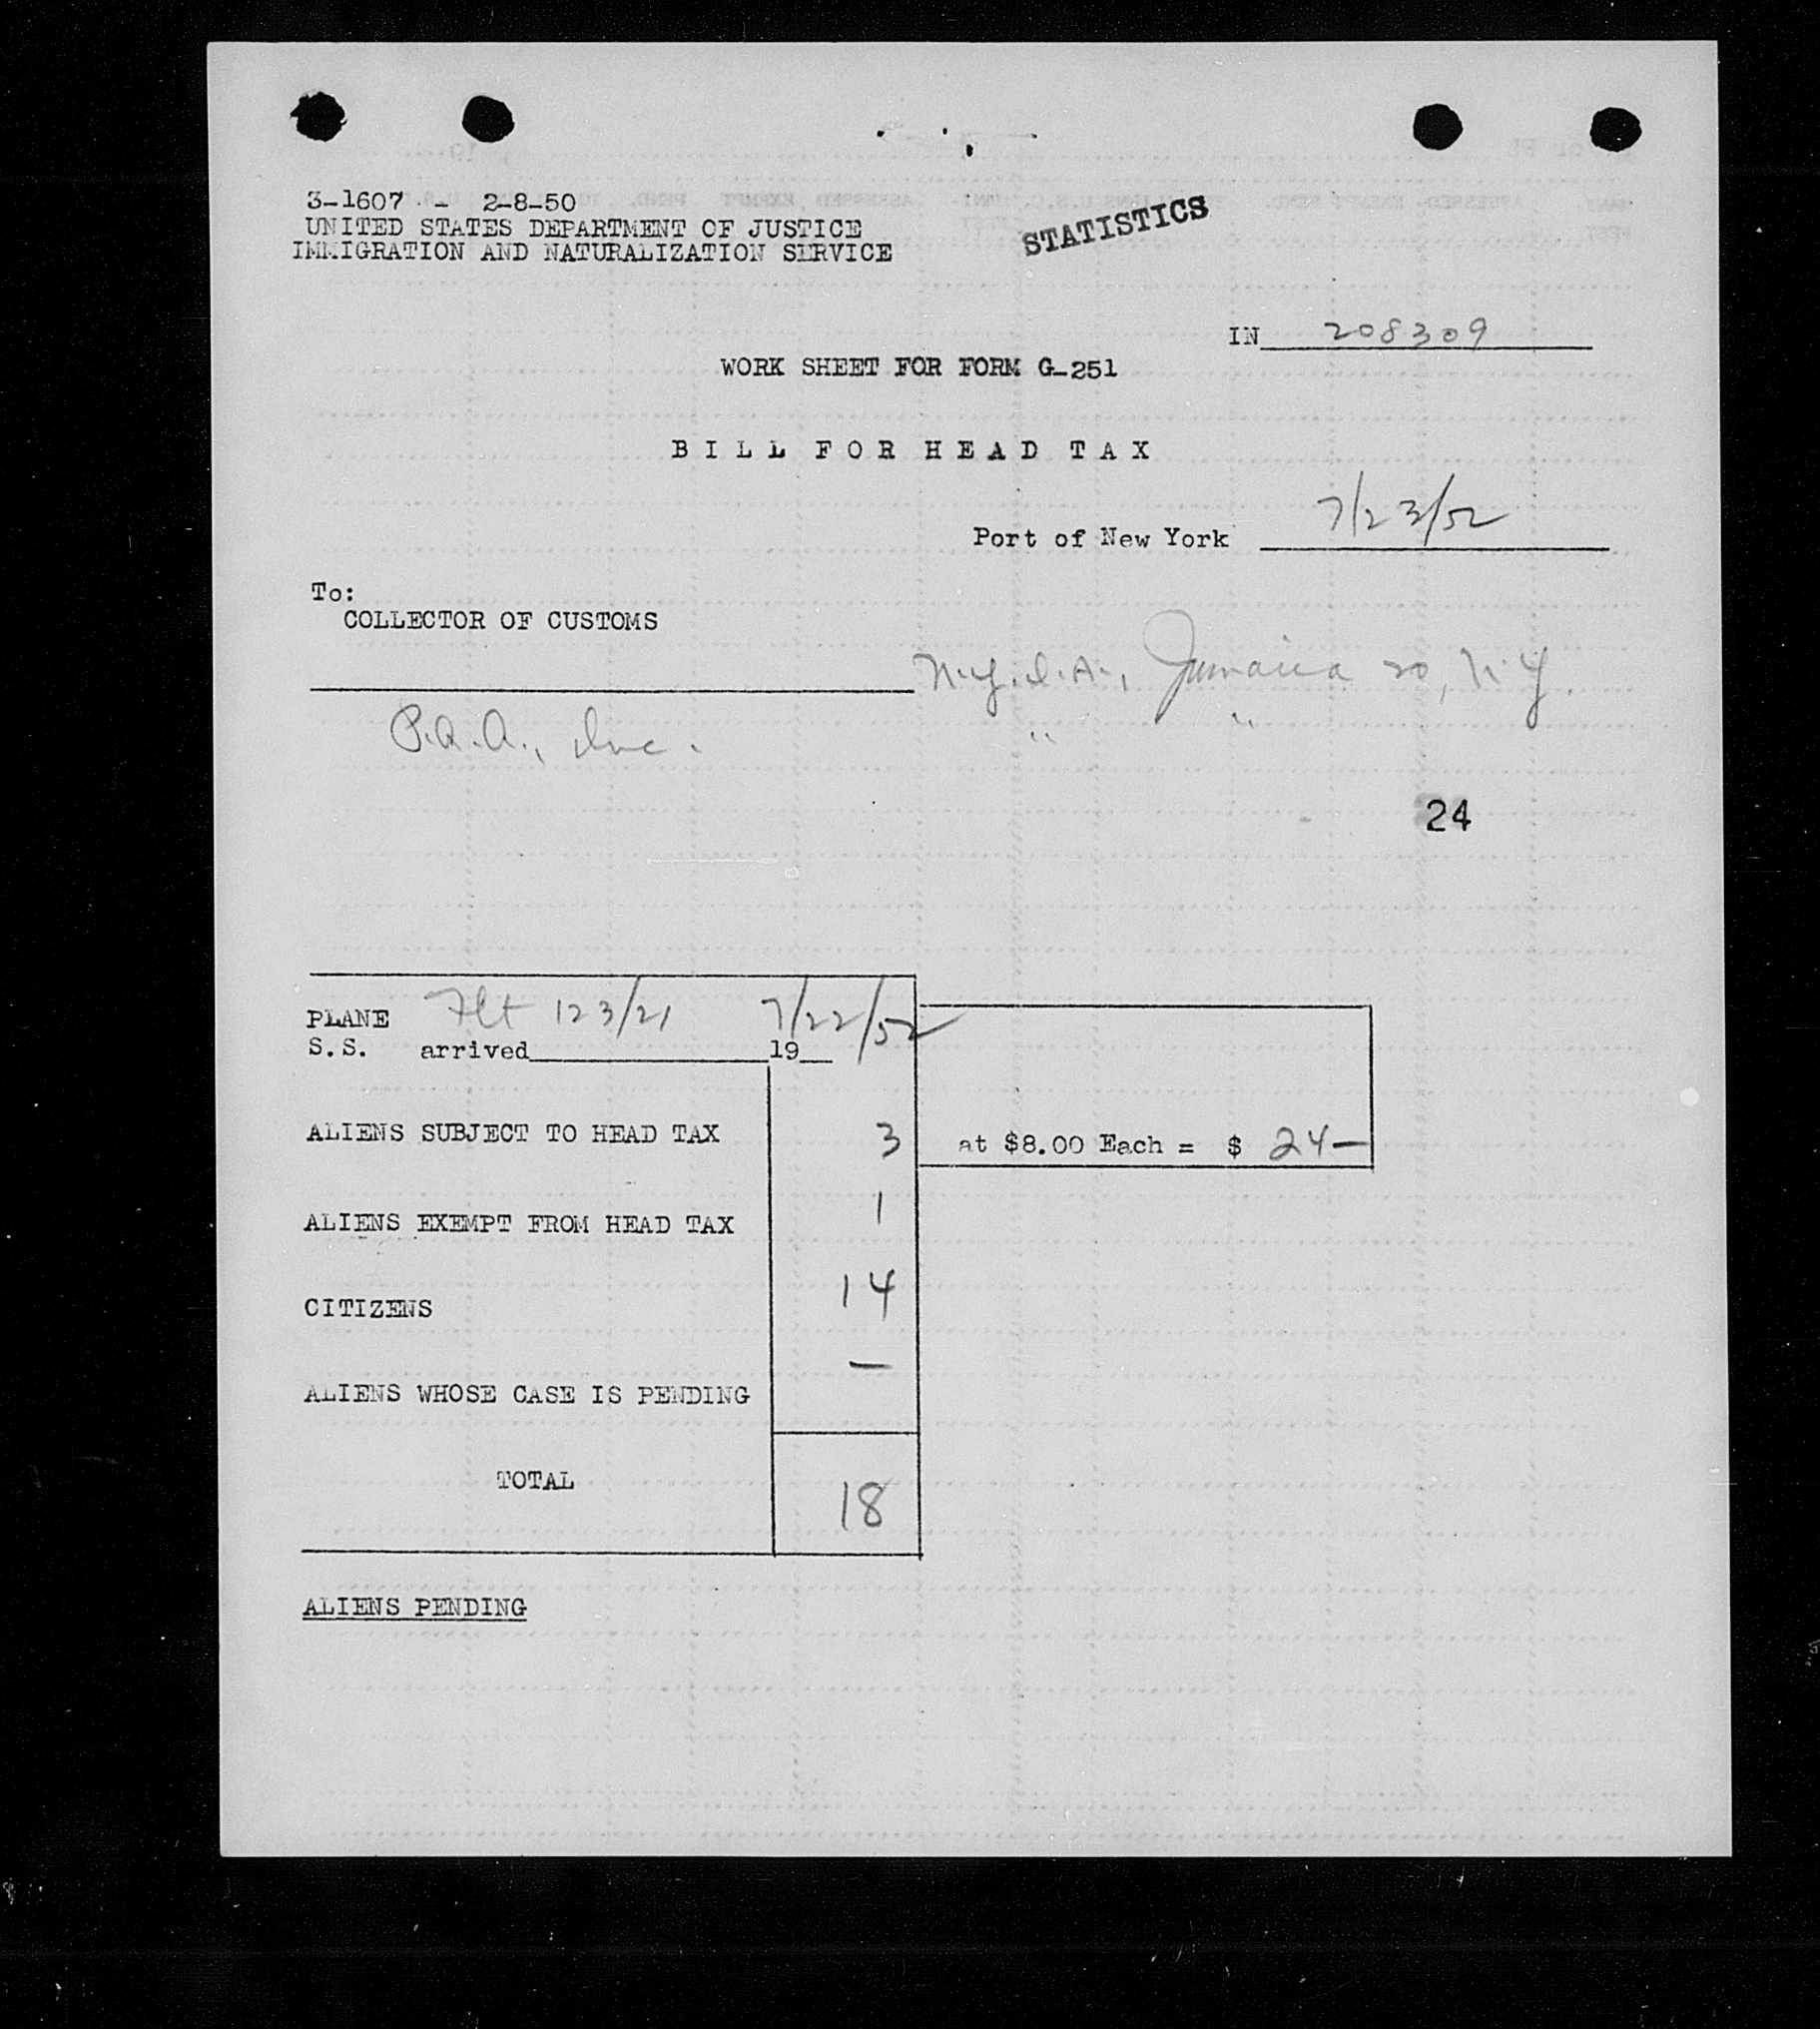 3-1607 - 2-8-50
UNITED STATES DEPARTMENT OF JUSTICE
IMMIGRATION AND NATURALIZATION SERVICE
STATISTICS
IN 208309
WORK SHEET FOR FORM G-251
BILL FOR HEAD TAX
Port of New York 7/23/52
To:
COLLECTOR OF CUSTOMS
N.Y.I.A., Jamaica 20, N.Y.
P.A.A., Inc. " "
24
PLANE Flt 123/21 7/22/52
S.S. arrived 19
ALIENS SUBJECT TO HEAD TAX 3 at $8.00 Each = $ 24—
ALIENS EXEMPT FROM HEAD TAX 1
CITIZENS 14
ALIENS WHOSE CASE IS PENDING —
TOTAL 18
ALIENS PENDING